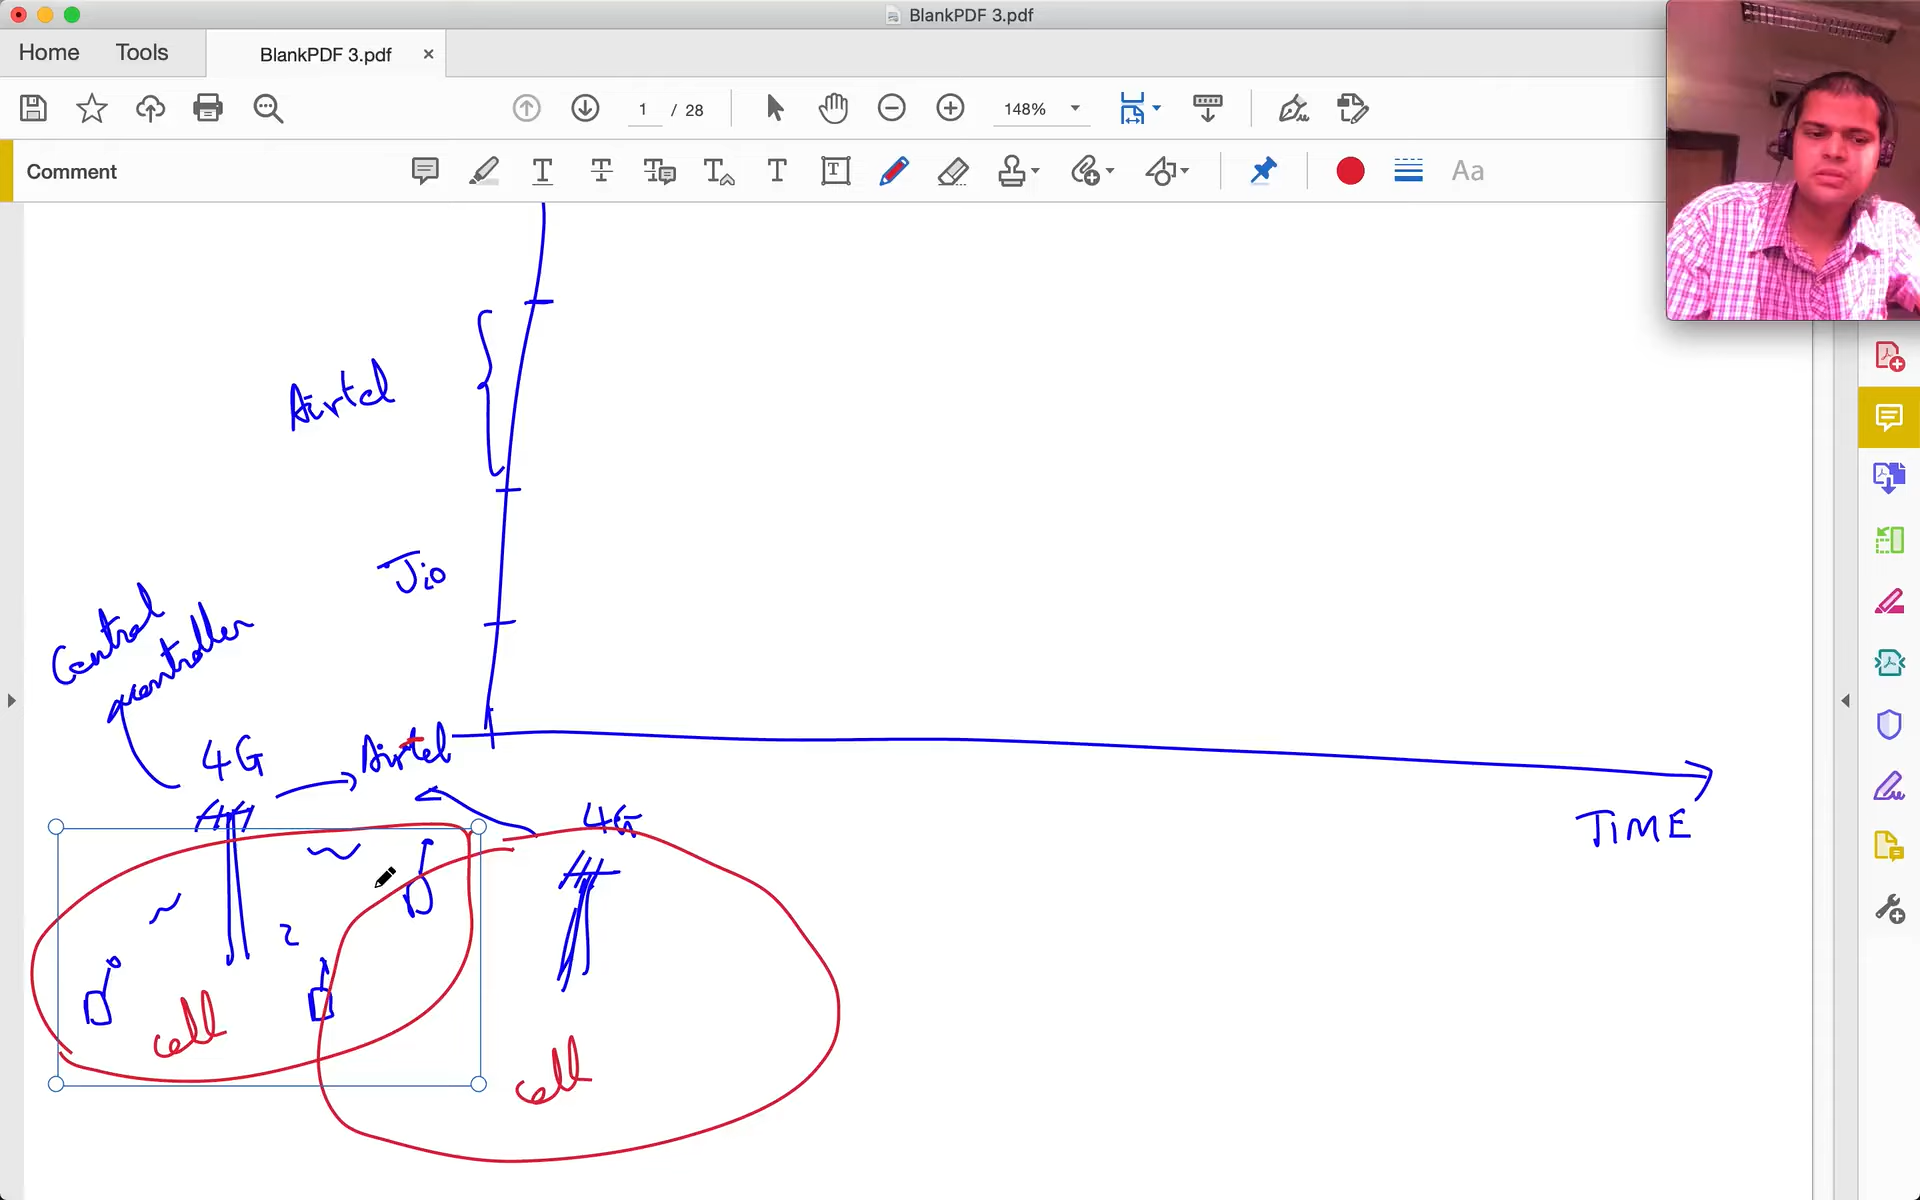 BlankPDF 3.pdf
Home
Tools
BlankPDF 3.pdf
1 / 28
148%
Comment
Aa
Airtel
Jio
Central
controller
4G
Airtel
4G
TIME
cell
cell